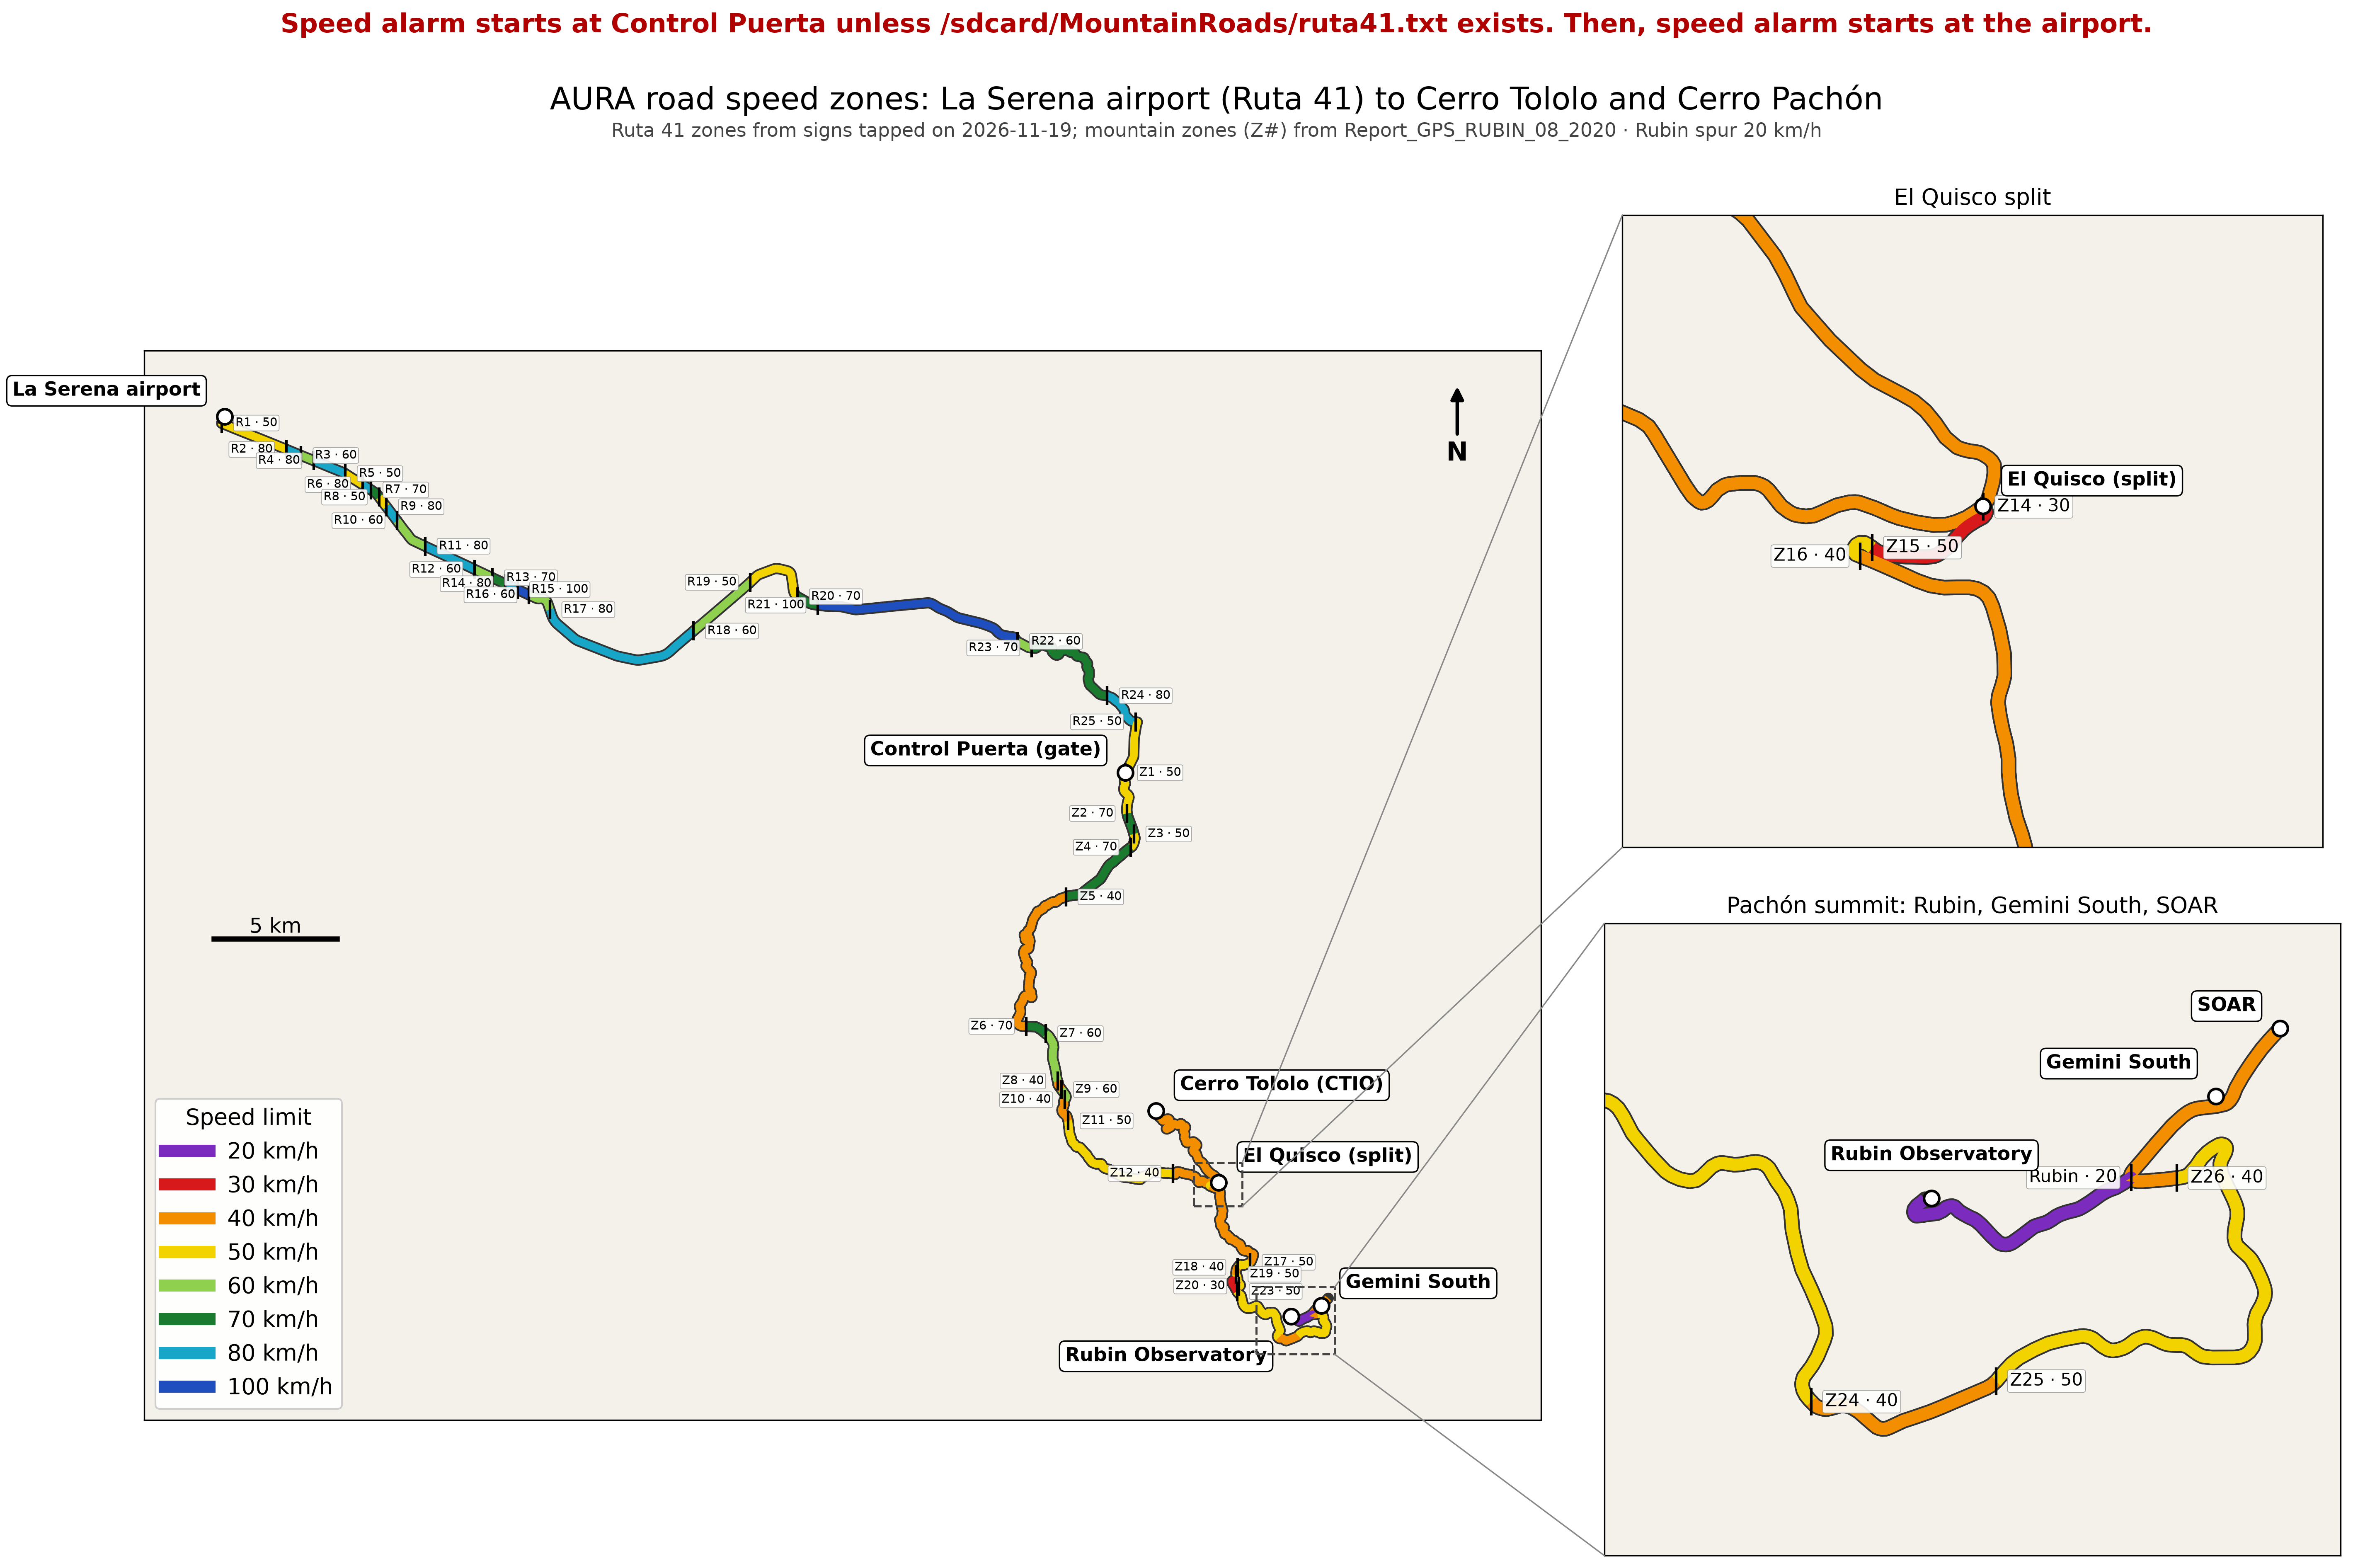 Speed alarm starts at Control Puerta unless /sdcard/MountainRoads/ruta41.txt exists. Then, speed alarm starts at the airport.
AURA road speed zones: La Serena airport (Ruta 41) to Cerro Tololo and Cerro Pachón
Ruta 41 zones from signs tapped on 2026-11-19; mountain zones (Z#) from Report_GPS_RUBIN_08_2020 · Rubin spur 20 km/h
La Serena airport
R1 · 50
R2 · 80
R3 · 60
R4 · 80
R5 · 50
R6 · 80
R7 · 70
R8 · 50
R9 · 80
R10 · 60
R11 · 80
R12 · 60
R13 · 70
R14 · 80
R15 · 100
R16 · 60
R17 · 80
R18 · 60
R19 · 50
R20 · 70
R21 · 100
R22 · 60
R23 · 70
R24 · 80
R25 · 50
N
Control Puerta (gate)
Z1 · 50
Z2 · 70
Z3 · 50
Z4 · 70
Z5 · 40
5 km
Z6 · 70
Z7 · 60
Z8 · 40
Z9 · 60
Z10 · 40
Z11 · 50
Cerro Tololo (CTIO)
El Quisco (split)
Z12 · 40
Z17 · 50
Z18 · 40
Z19 · 50
Z20 · 30
Z23 · 50
Gemini South
Rubin Observatory
Speed limit
20 km/h
30 km/h
40 km/h
50 km/h
60 km/h
70 km/h
80 km/h
100 km/h
El Quisco split
El Quisco (split)
Z14 · 30
Z15 · 50
Z16 · 40
Pachón summit: Rubin, Gemini South, SOAR
SOAR
Gemini South
Rubin Observatory
Rubin · 20
Z26 · 40
Z25 · 50
Z24 · 40